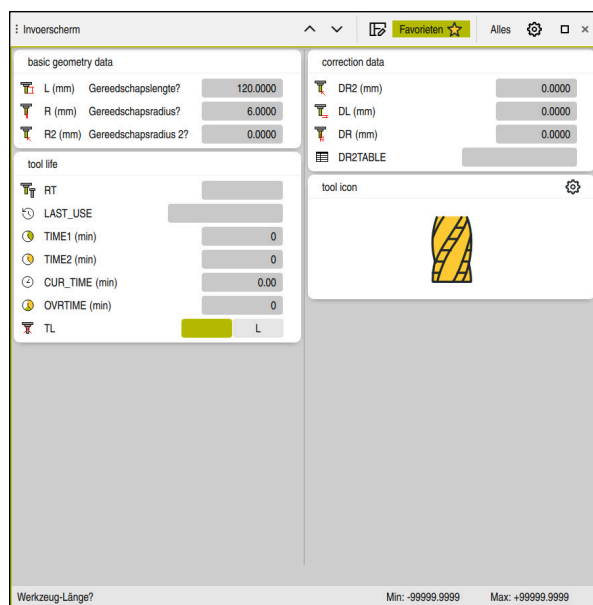 Invoerscherm
Favorieten
Alles
basic geometry data
L (mm) Gereedschapslengte? 120.0000
R (mm) Gereedschapsradius? 6.0000
R2 (mm) Gereedschapsradius 2? 0.0000
tool life
RT
LAST_USE
TIME1 (min) 0
TIME2 (min) 0
CUR_TIME (min) 0.00
OVRTIME (min) 0
TL L
correction data
DR2 (mm) 0.0000
DL (mm) 0.0000
DR (mm) 0.0000
DR2TABLE
tool icon
Werkzeug-Länge? Min: -99999.9999 Max: +99999.9999